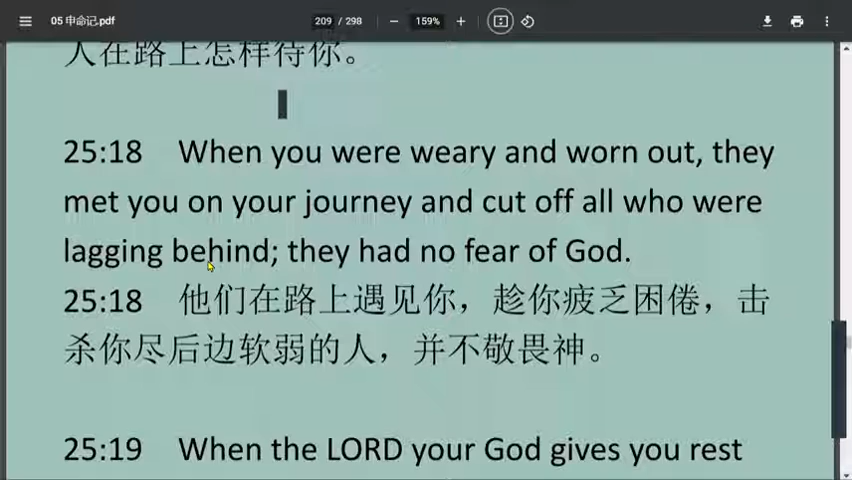 05 申命记.pdf
209 / 298
159%
人在路上怎样待你。
25:18 When you were weary and worn out, they
met you on your journey and cut off all who were
lagging behind; they had no fear of God.
25:18 他们在路上遇见你，趁你疲乏困倦，击
杀你尽后边软弱的人，并不敬畏神。
25:19 When the LORD your God gives you rest